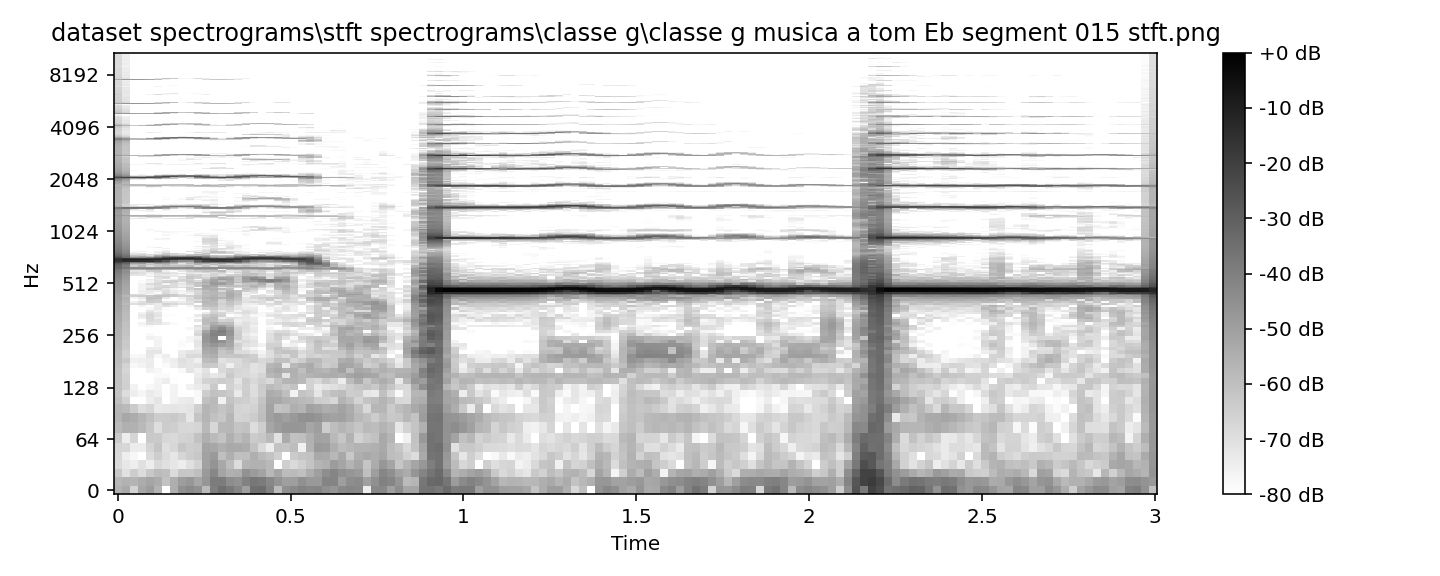 dataset spectrograms\stft spectrograms\classe g\classe g musica a tom Eb segment 015 stft.png
8192
4096
2048
1024
512
256
128
64
0
Hz
0
0.5
1
1.5
2
2.5
3
Time
+0 dB
-10 dB
-20 dB
-30 dB
-40 dB
-50 dB
-60 dB
-70 dB
-80 dB